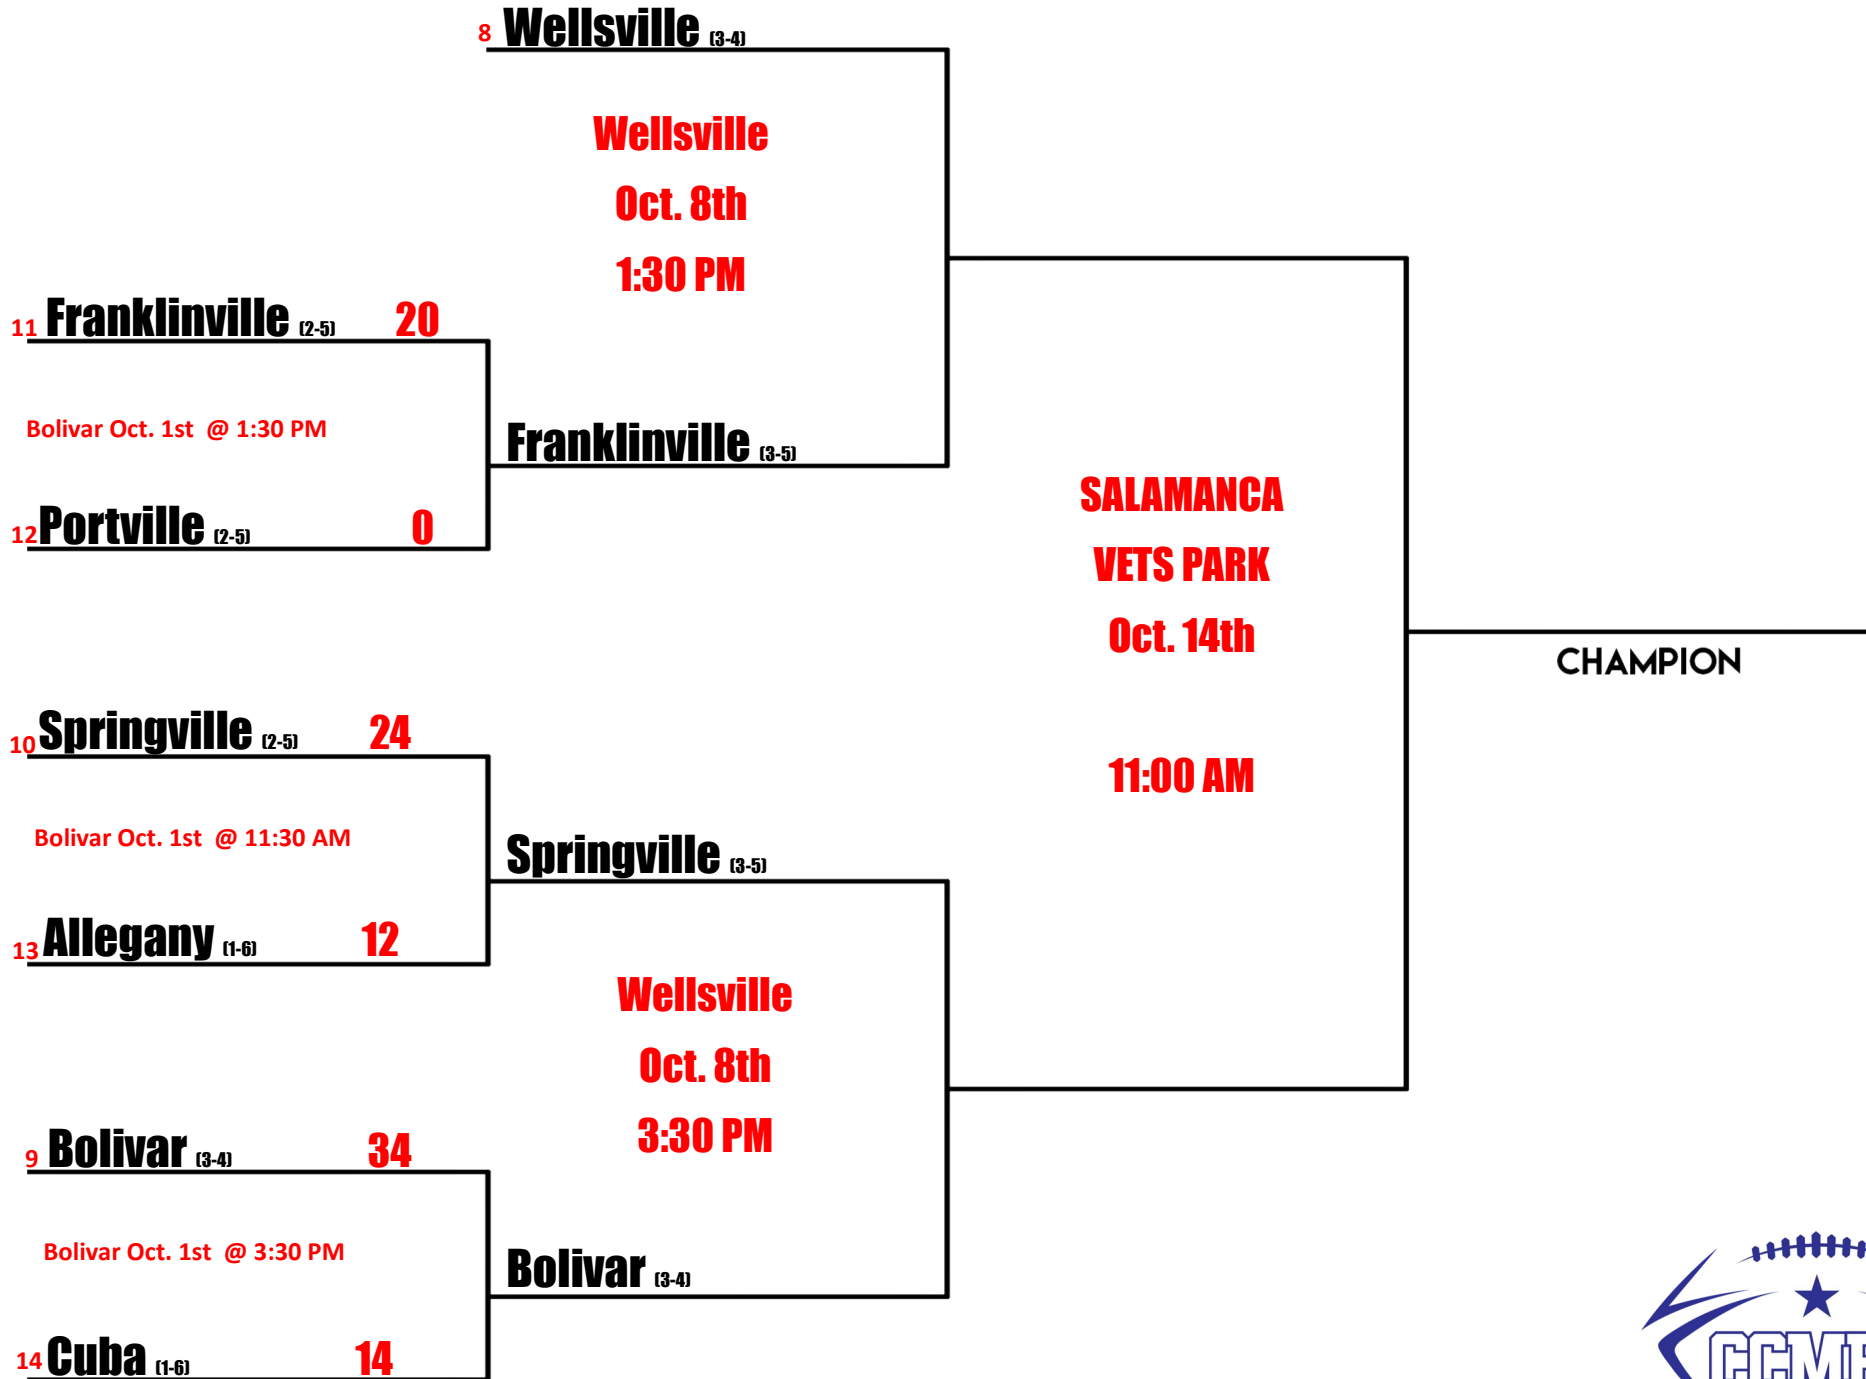 8 Wellsville (3-4)
Wellsville
Oct. 8th
1:30 PM
11 Franklinville (2-5) 20
Bolivar Oct. 1st @ 1:30 PM
Franklinville (3-5)
12 Portville (2-5) 0
SALAMANCA
VETS PARK
Oct. 14th
11:00 AM
CHAMPION
10 Springville (2-5) 24
Bolivar Oct. 1st @ 11:30 AM
Springville (3-5)
13 Allegany (1-6) 12
Wellsville
Oct. 8th
3:30 PM
9 Bolivar (3-4) 34
Bolivar Oct. 1st @ 3:30 PM
Bolivar (3-4)
14 Cuba (1-6) 14